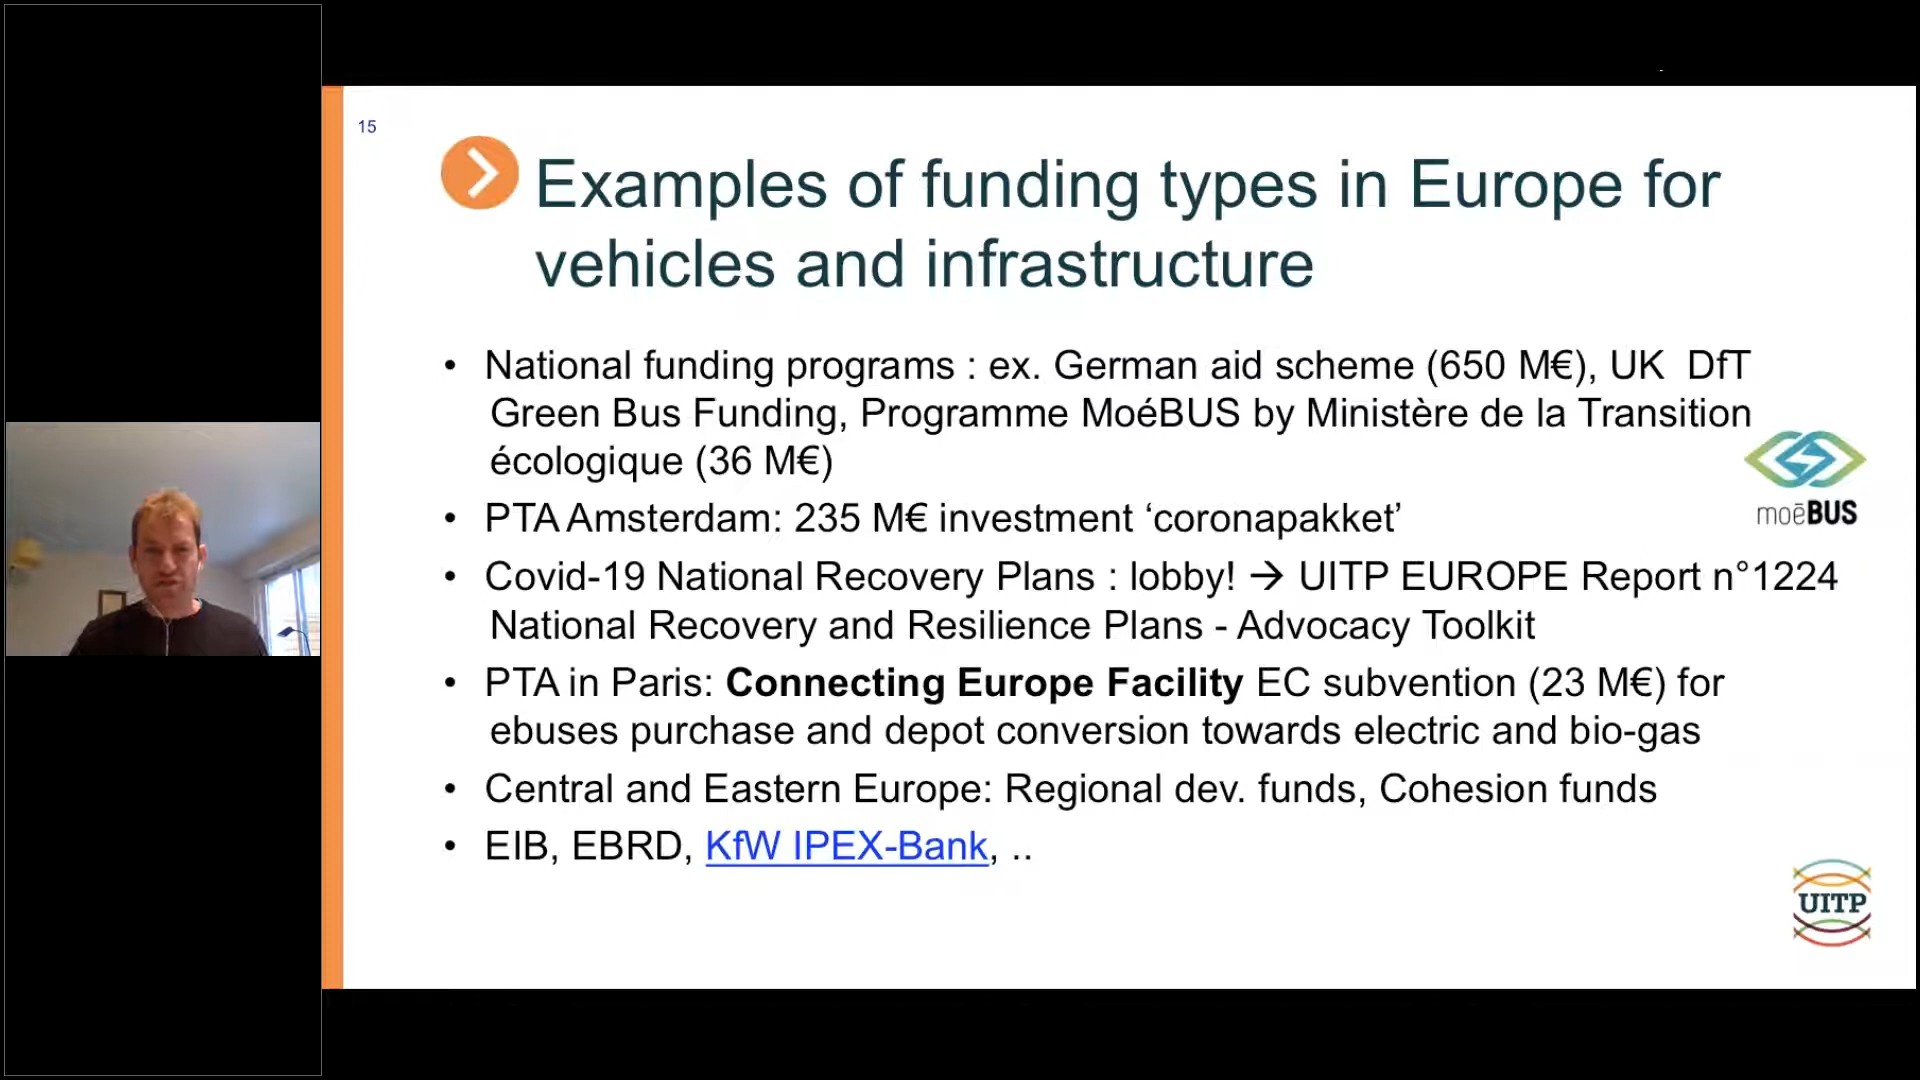 15
Examples of funding types in Europe for
vehicles and infrastructure
• National funding programs : ex. German aid scheme (650 M€), UK  DfT
Green Bus Funding, Programme MoéBUS by Ministère de la Transition
écologique (36 M€)
moēBUS
• PTA Amsterdam: 235 M€ investment ‘coronapakket’
• Covid-19 National Recovery Plans : lobby! → UITP EUROPE Report n°1224
National Recovery and Resilience Plans - Advocacy Toolkit
• PTA in Paris: Connecting Europe Facility EC subvention (23 M€) for
ebuses purchase and depot conversion towards electric and bio-gas
• Central and Eastern Europe: Regional dev. funds, Cohesion funds
• EIB, EBRD, KfW IPEX-Bank, ..
UITP